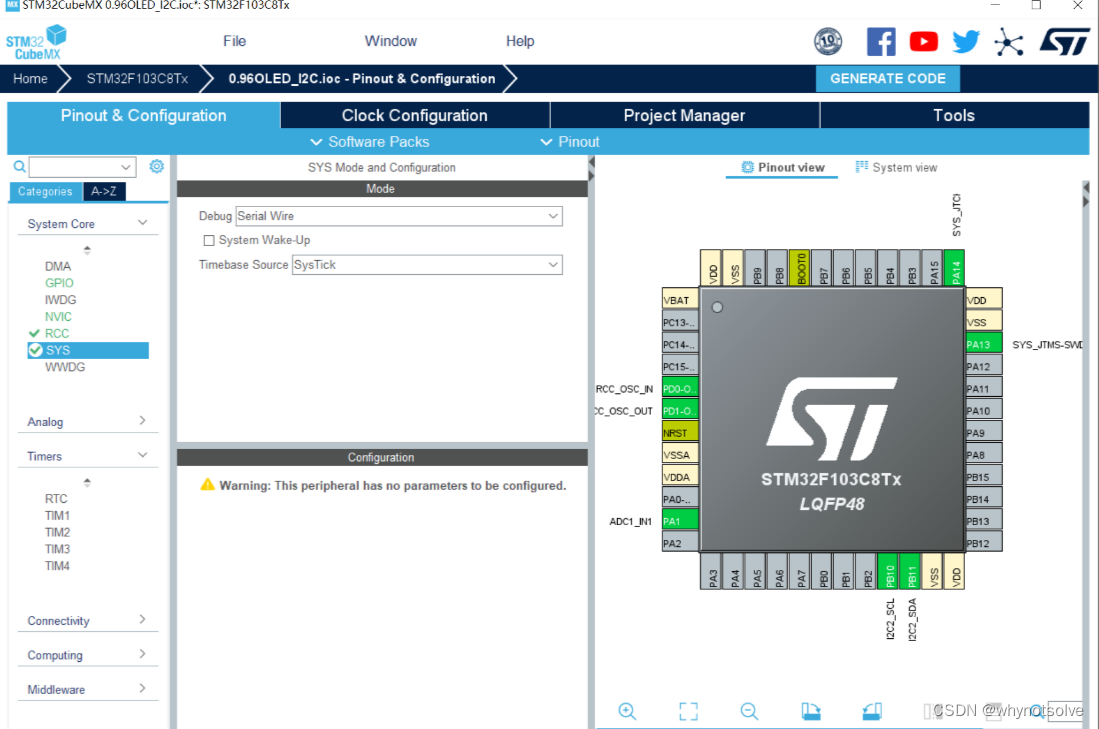 MX STM32CubeMX 0.96OLED_I2C.ioc*: STM32F103C8Tx
STM32
CubeMX
File
Window
Help
10
Home
STM32F103C8Tx
0.96OLED_I2C.ioc - Pinout & Configuration
GENERATE CODE
Pinout & Configuration
Clock Configuration
Project Manager
Tools
Software Packs
Pinout
Categories
A->Z
System Core
DMA
GPIO
IWDG
NVIC
RCC
SYS
WWDG
Analog
Timers
RTC
TIM1
TIM2
TIM3
TIM4
Connectivity
Computing
Middleware
SYS Mode and Configuration
Mode
Debug Serial Wire
System Wake-Up
Timebase Source SysTick
Configuration
Warning: This peripheral has no parameters to be configured.
Pinout view
System view
SYS_JTCK
VDD
VSS
PB9
PB8
BOOT0
PB7
PB6
PB5
PB4
PB3
PA15
PA14
VBAT
PC13-..
PC14-..
PC15-..
RCC_OSC_IN
PD0-O..
CC_OSC_OUT
PD1-O..
NRST
VSSA
VDDA
PA0-..
ADC1_IN1
PA1
PA2
STM32F103C8Tx
LQFP48
VDD
VSS
PA13
SYS_JTMS-SWD
PA12
PA11
PA10
PA9
PA8
PB15
PB14
PB13
PB12
PA3
PA4
PA5
PA6
PA7
PB0
PB1
PB2
PB10
PB11
VSS
VDD
I2C2_SCL
I2C2_SDA
CSDN @whynotsolve